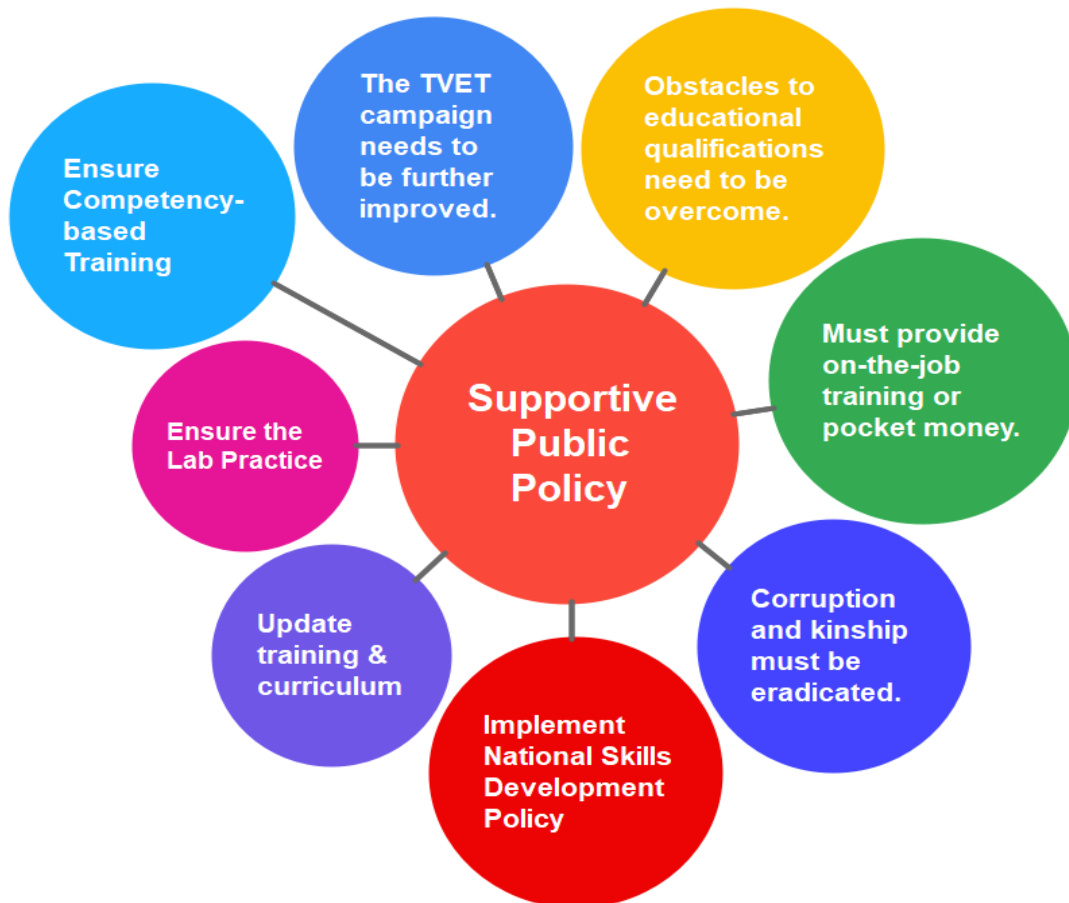 The TVET
campaign
needs to
be further
improved.
Obstacles to
educational
qualifications
need to be
overcome.
Ensure
Competency-
based
Training
Must provide
on-the-job
training or
pocket money.
Supportive
Public
Policy
Ensure the
Lab Practice
Corruption
and kinship
must be
eradicated.
Update
training &
curriculum
Implement
National Skills
Development
Policy